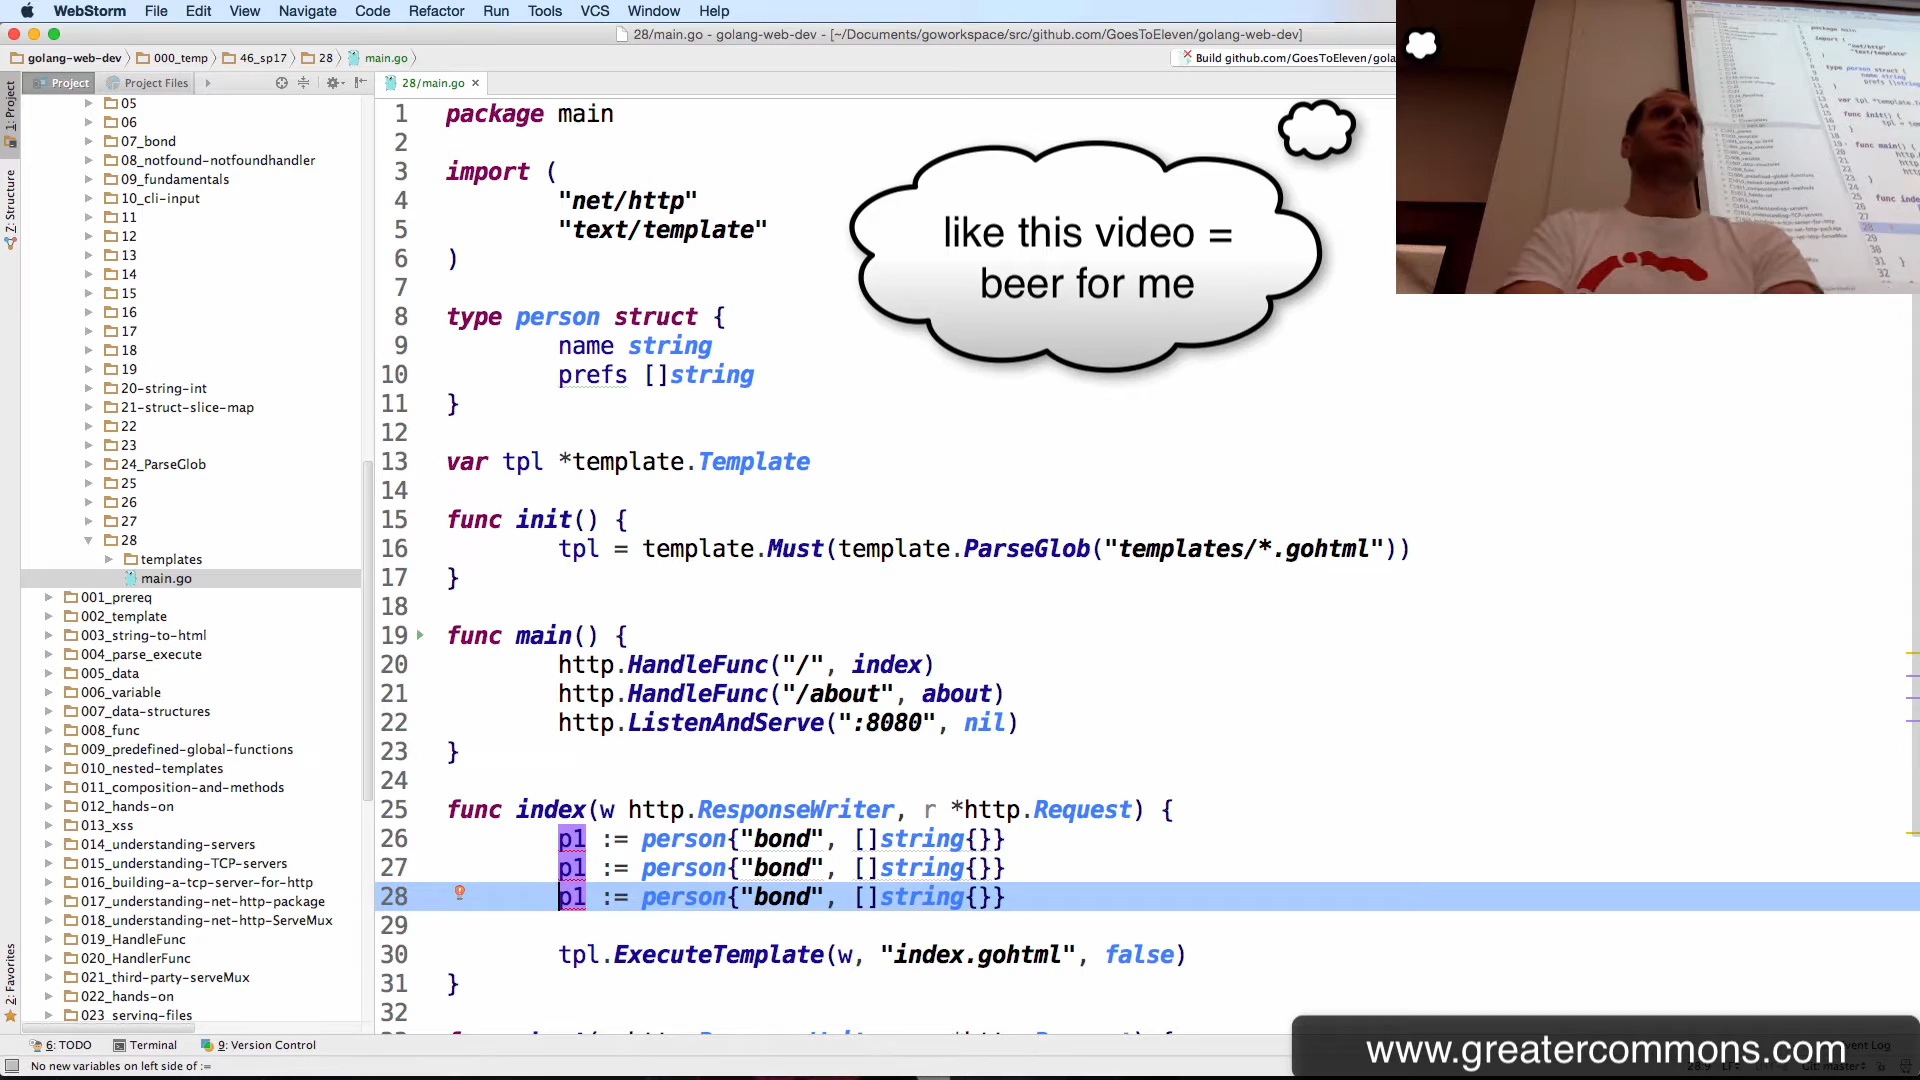 WebStorm File Edit View Navigate Code Refactor Run Tools VCS Window Help
28/main.go - golang-web-dev - [~/Documents/goworkspace/src/github.com/GoesToEleven/golang-web-dev]
golang-web-dev 000_temp 46_sp17 28 main.go
Build github.com/GoesToEleven/gola
Project Project Files
28/main.go
1: Project
Z: Structure
2: Favorites
05
06
07_bond
08_notfound-notfoundhandler
09_fundamentals
10_cli-input
11
12
13
14
15
16
17
18
19
20-string-int
21-struct-slice-map
22
23
24_ParseGlob
25
26
27
28
templates
main.go
001_prereq
002_template
003_string-to-html
004_parse_execute
005_data
006_variable
007_data-structures
008_func
009_predefined-global-functions
010_nested-templates
011_composition-and-methods
012_hands-on
013_xss
014_understanding-servers
015_understanding-TCP-servers
016_building-a-tcp-server-for-http
017_understanding-net-http-package
018_understanding-net-http-ServeMux
019_HandleFunc
020_HandlerFunc
021_third-party-serveMux
022_hands-on
023_serving-files
1 package main
2
3 import (
4 "net/http"
5 "text/template"
6 )
7
8 type person struct {
9 name string
10 prefs []string
11 }
12
13 var tpl *template.Template
14
15 func init() {
16 tpl = template.Must(template.ParseGlob("templates/*.gohtml"))
17 }
18
19 func main() {
20 http.HandleFunc("/", index)
21 http.HandleFunc("/about", about)
22 http.ListenAndServe(":8080", nil)
23 }
24
25 func index(w http.ResponseWriter, r *http.Request) {
26 p1 := person{"bond", []string{}}
27 p1 := person{"bond", []string{}}
28 p1 := person{"bond", []string{}}
29
30 tpl.ExecuteTemplate(w, "index.gohtml", false)
31 }
32
like this video =
beer for me
6: TODO Terminal 9: Version Control
No new variables on left side of :=
www.greatercommons.com